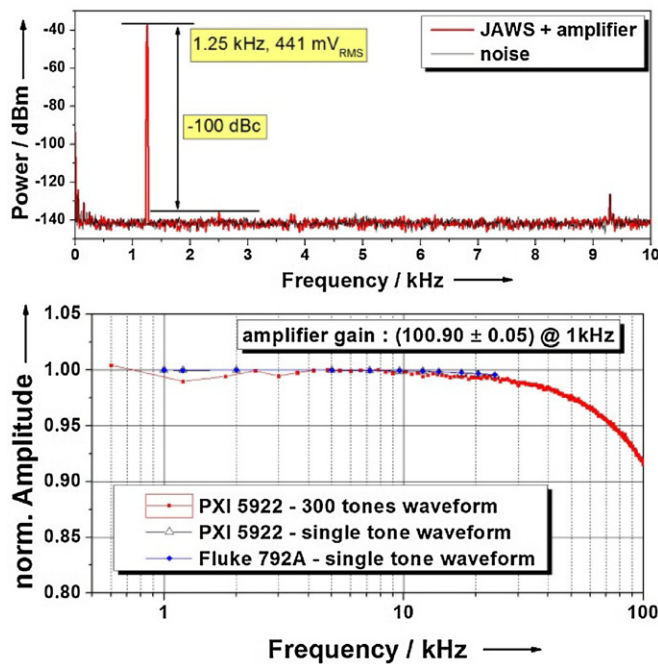 -20
-40
-60
-80
-100
-120
-140
Power / dBm
1.25 kHz, 441 mVRMS
-100 dBc
JAWS + amplifier
noise
0 1 2 3 4 5 6 7 8 9 10
Frequency / kHz
1.05
1.00
0.95
0.90
0.85
0.80
norm. Amplitude
amplifier gain : (100.90 ± 0.05) @ 1kHz
PXI 5922 - 300 tones waveform
PXI 5922 - single tone waveform
Fluke 792A - single tone waveform
1 10 100
Frequency / kHz